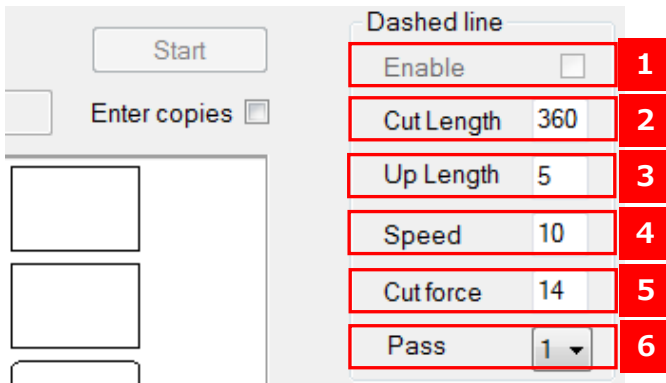 Dashed line
Start
Enable 1
Enter copies
Cut Length 360 2
Up Length 5 3
Speed 10 4
Cut force 14 5
Pass 1 6